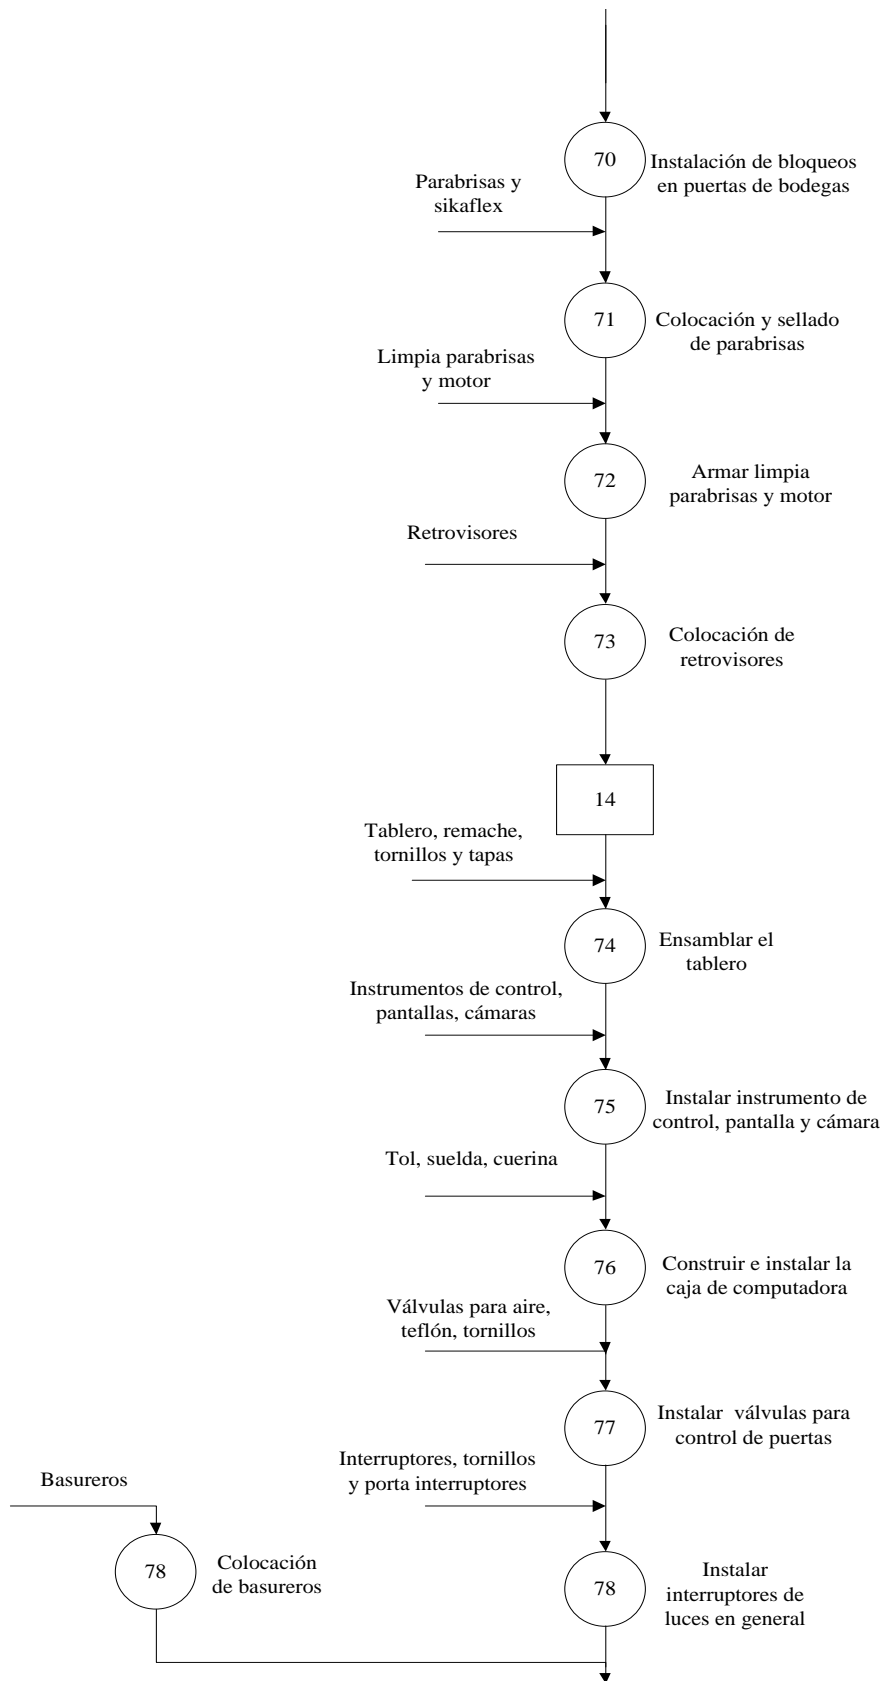 70
Instalación de bloqueos
en puertas de bodegas
Parabrisas y
sikaflex
71
Colocación y sellado
de parabrisas
Limpia parabrisas
y motor
72
Armar limpia
parabrisas y motor
Retrovisores
73
Colocación de
retrovisores
14
Tablero, remache,
tornillos y tapas
74
Ensamblar el
tablero
Instrumentos de control,
pantallas, cámaras
75
Instalar instrumento de
control, pantalla y cámara
Tol, suelda, cuerina
76
Construir e instalar la
caja de computadora
Válvulas para aire,
teflón, tornillos
77
Instalar  válvulas para
control de puertas
Interruptores, tornillos
y porta interruptores
Basureros
78
Colocación
de basureros
78
Instalar
interruptores de
luces en general